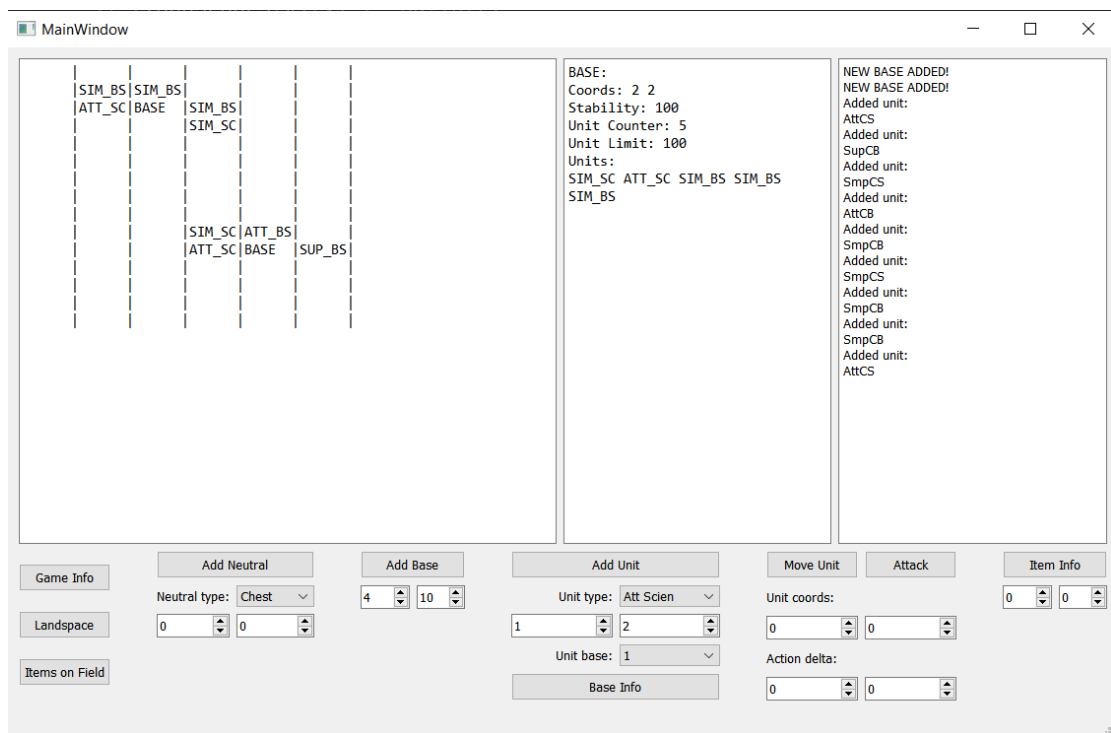 MainWindow
|SIM_BS|SIM_BS| | | |
|ATT_SC|BASE |SIM_BS| | |
| | |SIM_SC| | |
| | |SIM_SC|ATT_BS| |
| | |ATT_SC|BASE |SUP_BS|
BASE:
Coords: 2 2
Stability: 100
Unit Counter: 5
Unit Limit: 100
Units:
SIM_SC ATT_SC SIM_BS SIM_BS
SIM_BS
NEW BASE ADDED!
NEW BASE ADDED!
Added unit:
AttCS
Added unit:
SupCB
Added unit:
SmpCS
Added unit:
AttCB
Added unit:
SmpCB
Added unit:
SmpCS
Added unit:
SmpCB
Added unit:
SmpCB
Added unit:
AttCS
Game Info
Landspace
Items on Field
Add Neutral
Neutral type: Chest
0 0
Add Base
4 10
Add Unit
Unit type: Att Scien
1 2
Unit base: 1
Base Info
Move Unit Attack
Unit coords:
0 0
Action delta:
0 0
Item Info
0 0